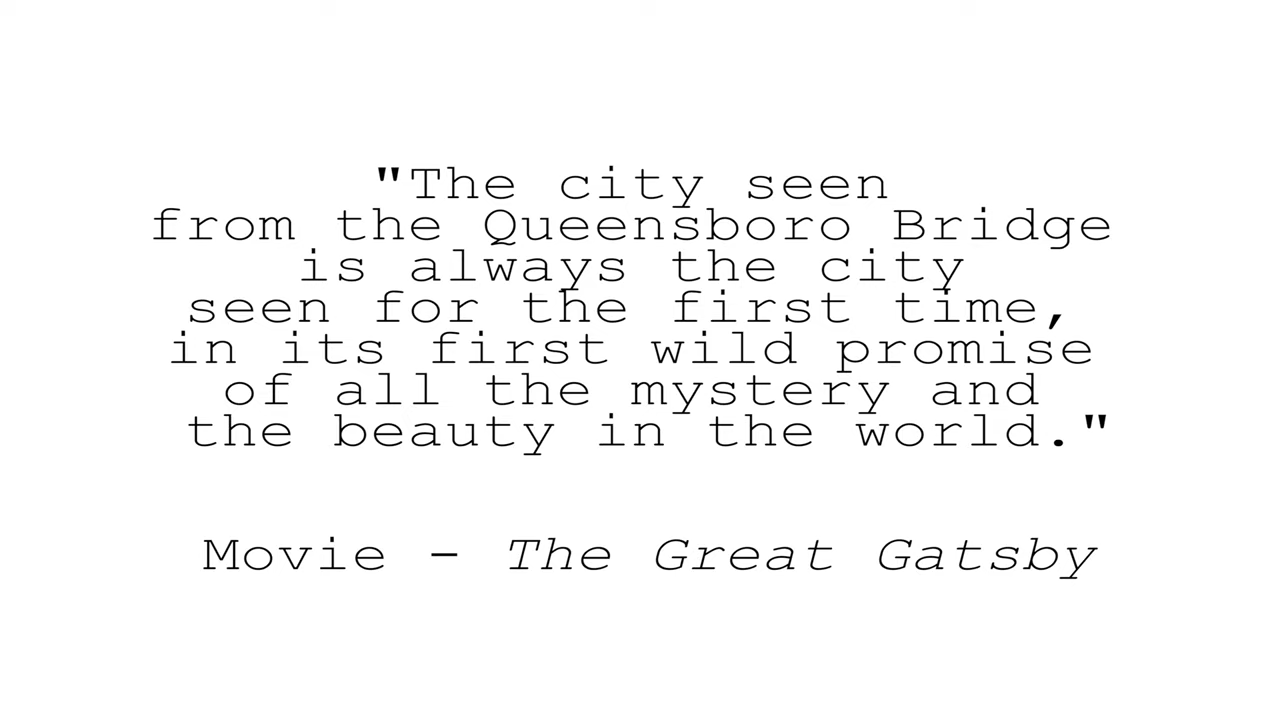 "The city seen
from the Queensboro Bridge
is always the city
seen for the first time,
in its first wild promise
of all the mystery and
the beauty in the world."
Movie - The Great Gatsby